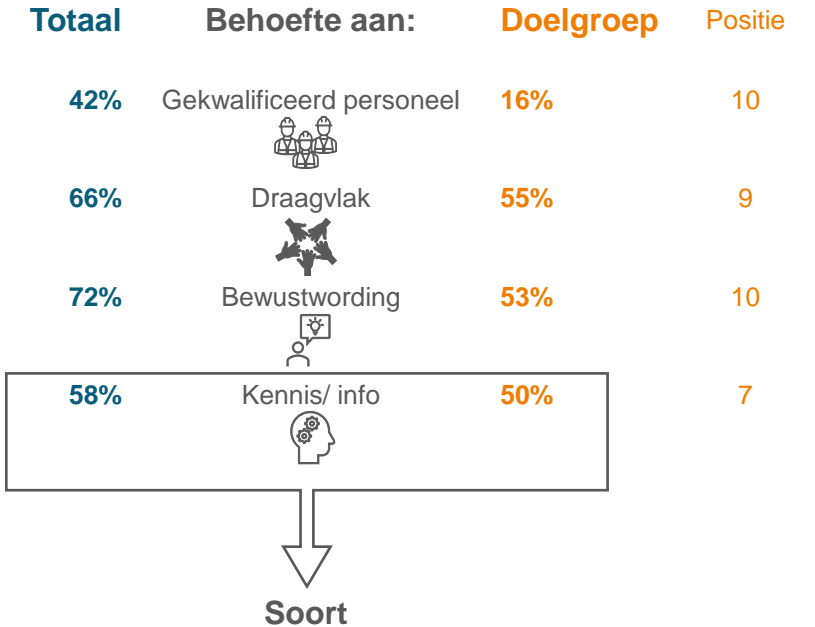 Totaal Behoefte aan: Doelgroep Positie
42% Gekwalificeerd personeel 16% 10
66% Draagvlak 55% 9
72% Bewustwording 53% 10
58% Kennis/ info 50% 7
Soort